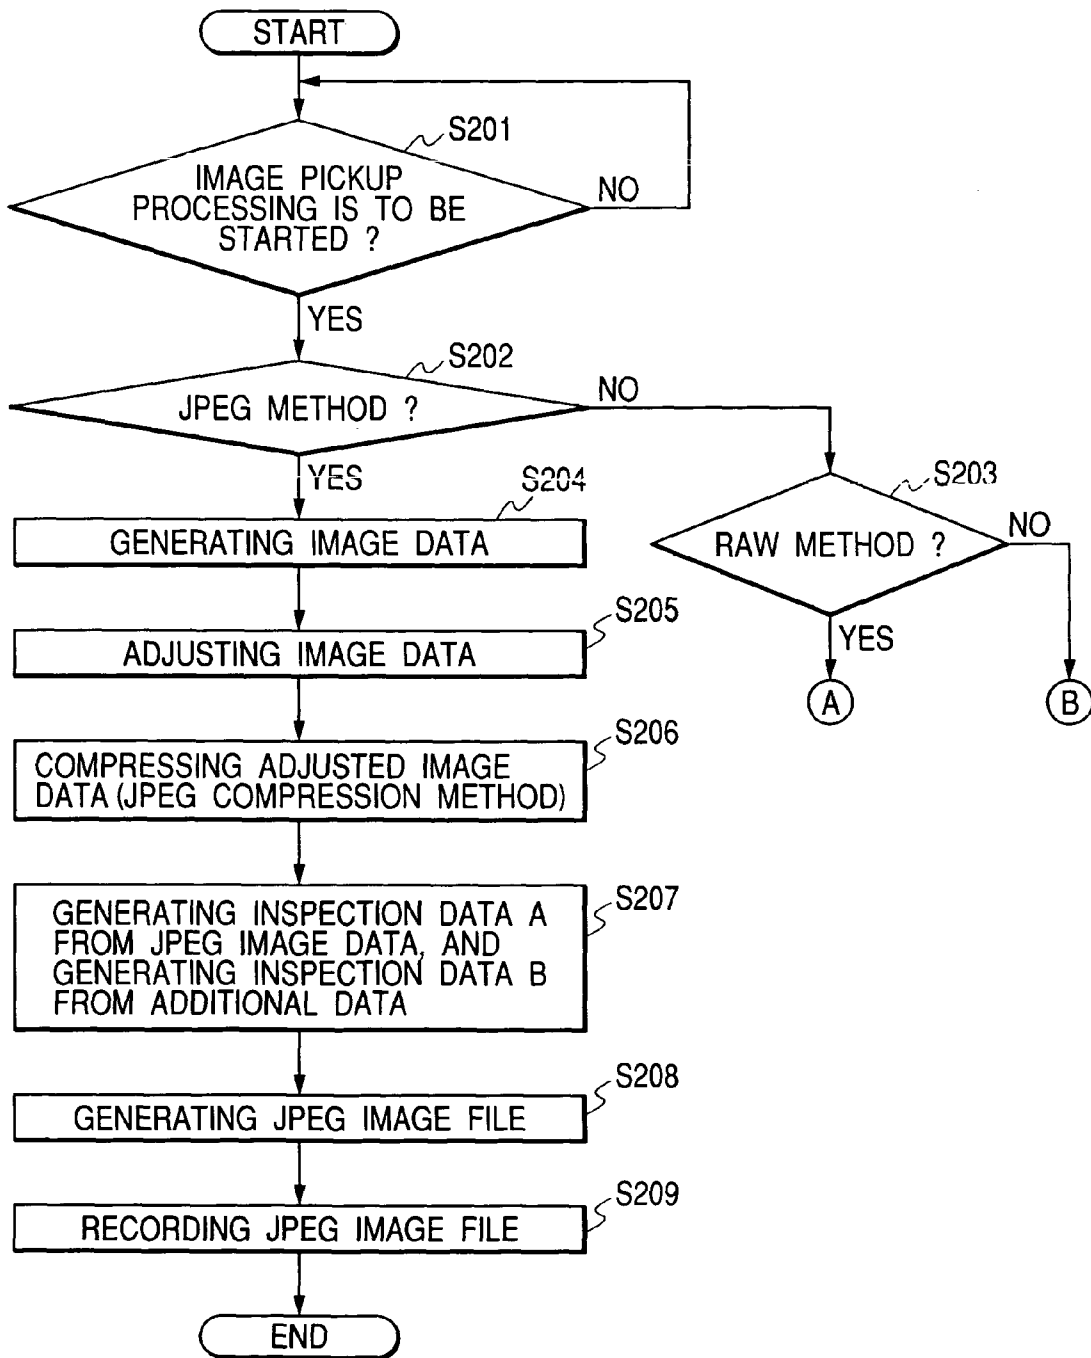 START
S201
IMAGE PICKUP
PROCESSING IS TO BE
STARTED ?
NO
YES
S202
JPEG METHOD ?
NO
YES
S203
RAW METHOD ?
NO
YES
A
B
S204
GENERATING IMAGE DATA
S205
ADJUSTING IMAGE DATA
S206
COMPRESSING ADJUSTED IMAGE
DATA (JPEG COMPRESSION METHOD)
S207
GENERATING INSPECTION DATA A
FROM JPEG IMAGE DATA, AND
GENERATING INSPECTION DATA B
FROM ADDITIONAL DATA
S208
GENERATING JPEG IMAGE FILE
S209
RECORDING JPEG IMAGE FILE
END